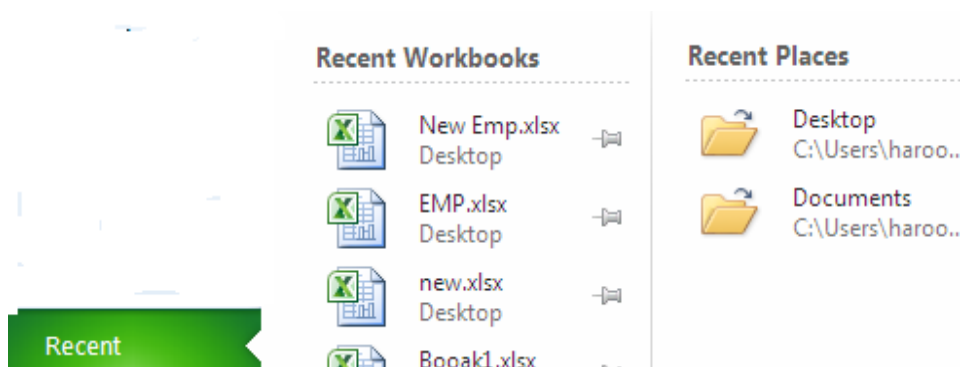 Recent Workbooks
New Emp.xlsx
Desktop
EMP.xlsx
Desktop
new.xlsx
Desktop
Booak1.xlsx
Recent Places
Desktop
C:\Users\haroo..
Documents
C:\Users\haroo..
Recent